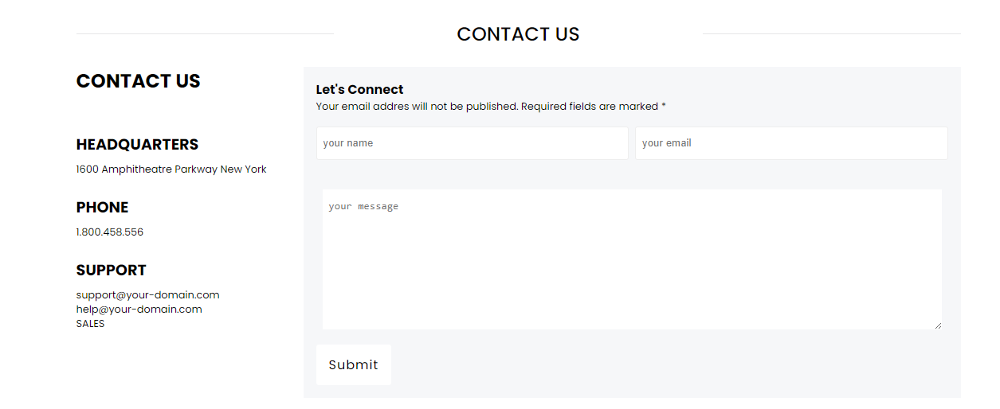 CONTACT US
CONTACT US
HEADQUARTERS
1600 Amphitheatre Parkway New York
PHONE
1.800.458.556
SUPPORT
support@your-domain.com
help@your-domain.com
SALES
Let's Connect
Your email addres will not be published. Required fields are marked *
your name
your email
your message
Submit